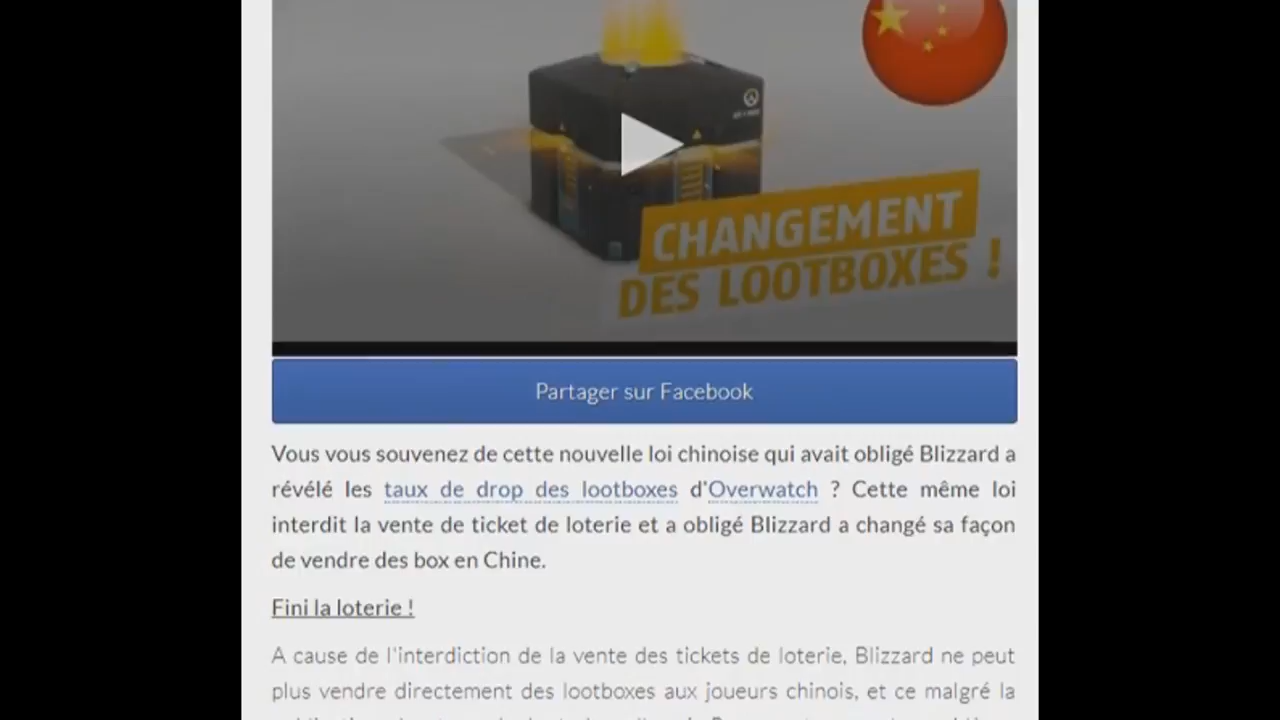 CHANGEMENT
DES LOOTBOXES !
Partager sur Facebook
Vous vous souvenez de cette nouvelle loi chinoise qui avait obligé Blizzard a
révélé les taux de drop des lootboxes d'Overwatch ? Cette même loi
interdit la vente de ticket de loterie et a obligé Blizzard a changé sa façon
de vendre des box en Chine.
Fini la loterie !
A cause de l'interdiction de la vente des tickets de loterie, Blizzard ne peut
plus vendre directement des lootboxes aux joueurs chinois, et ce malgré la